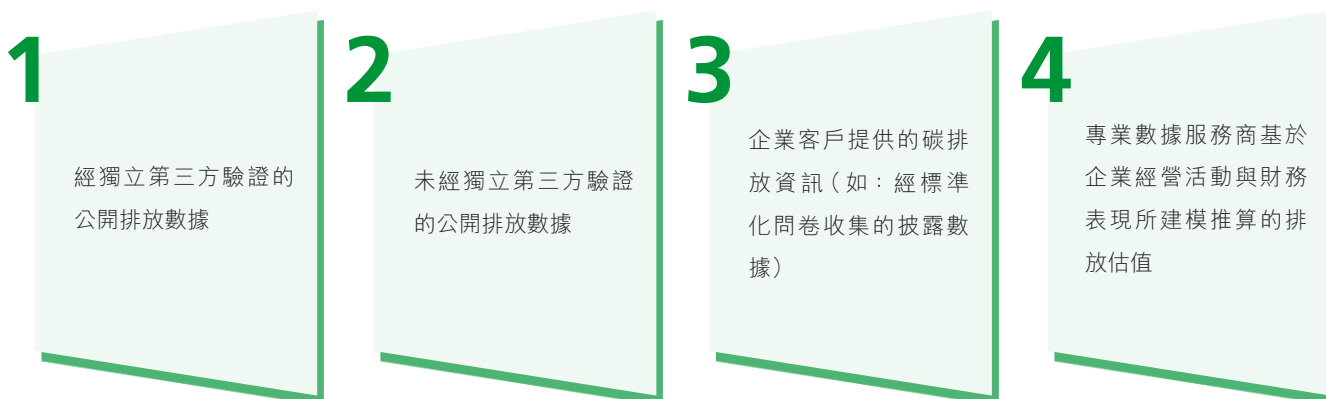 1
經獨立第三方驗證的
公開排放數據
2
未經獨立第三方驗證
的公開排放數據
3
企業客戶提供的碳排
放資訊（如：經標準
化問卷收集的披露數
據）
4
專業數據服務商基於
企業經營活動與財務
表現所建模推算的排
放估值